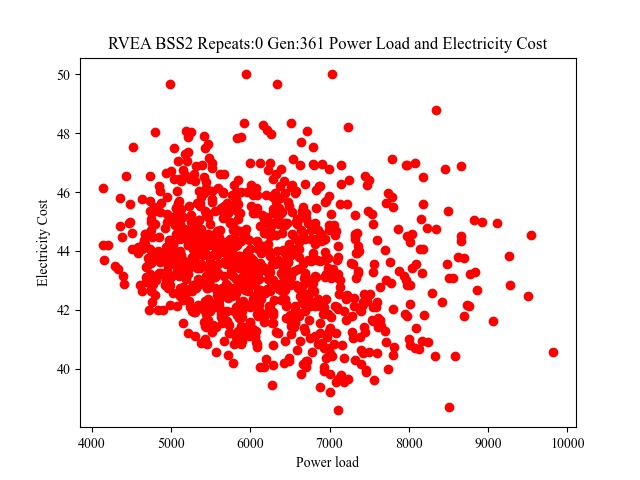 RVEA BSS2 Repeats:0 Gen:361 Power Load and Electricity Cost
50
48
46
44
42
40
Electricity Cost
4000 5000 6000 7000 8000 9000 10000
Power load